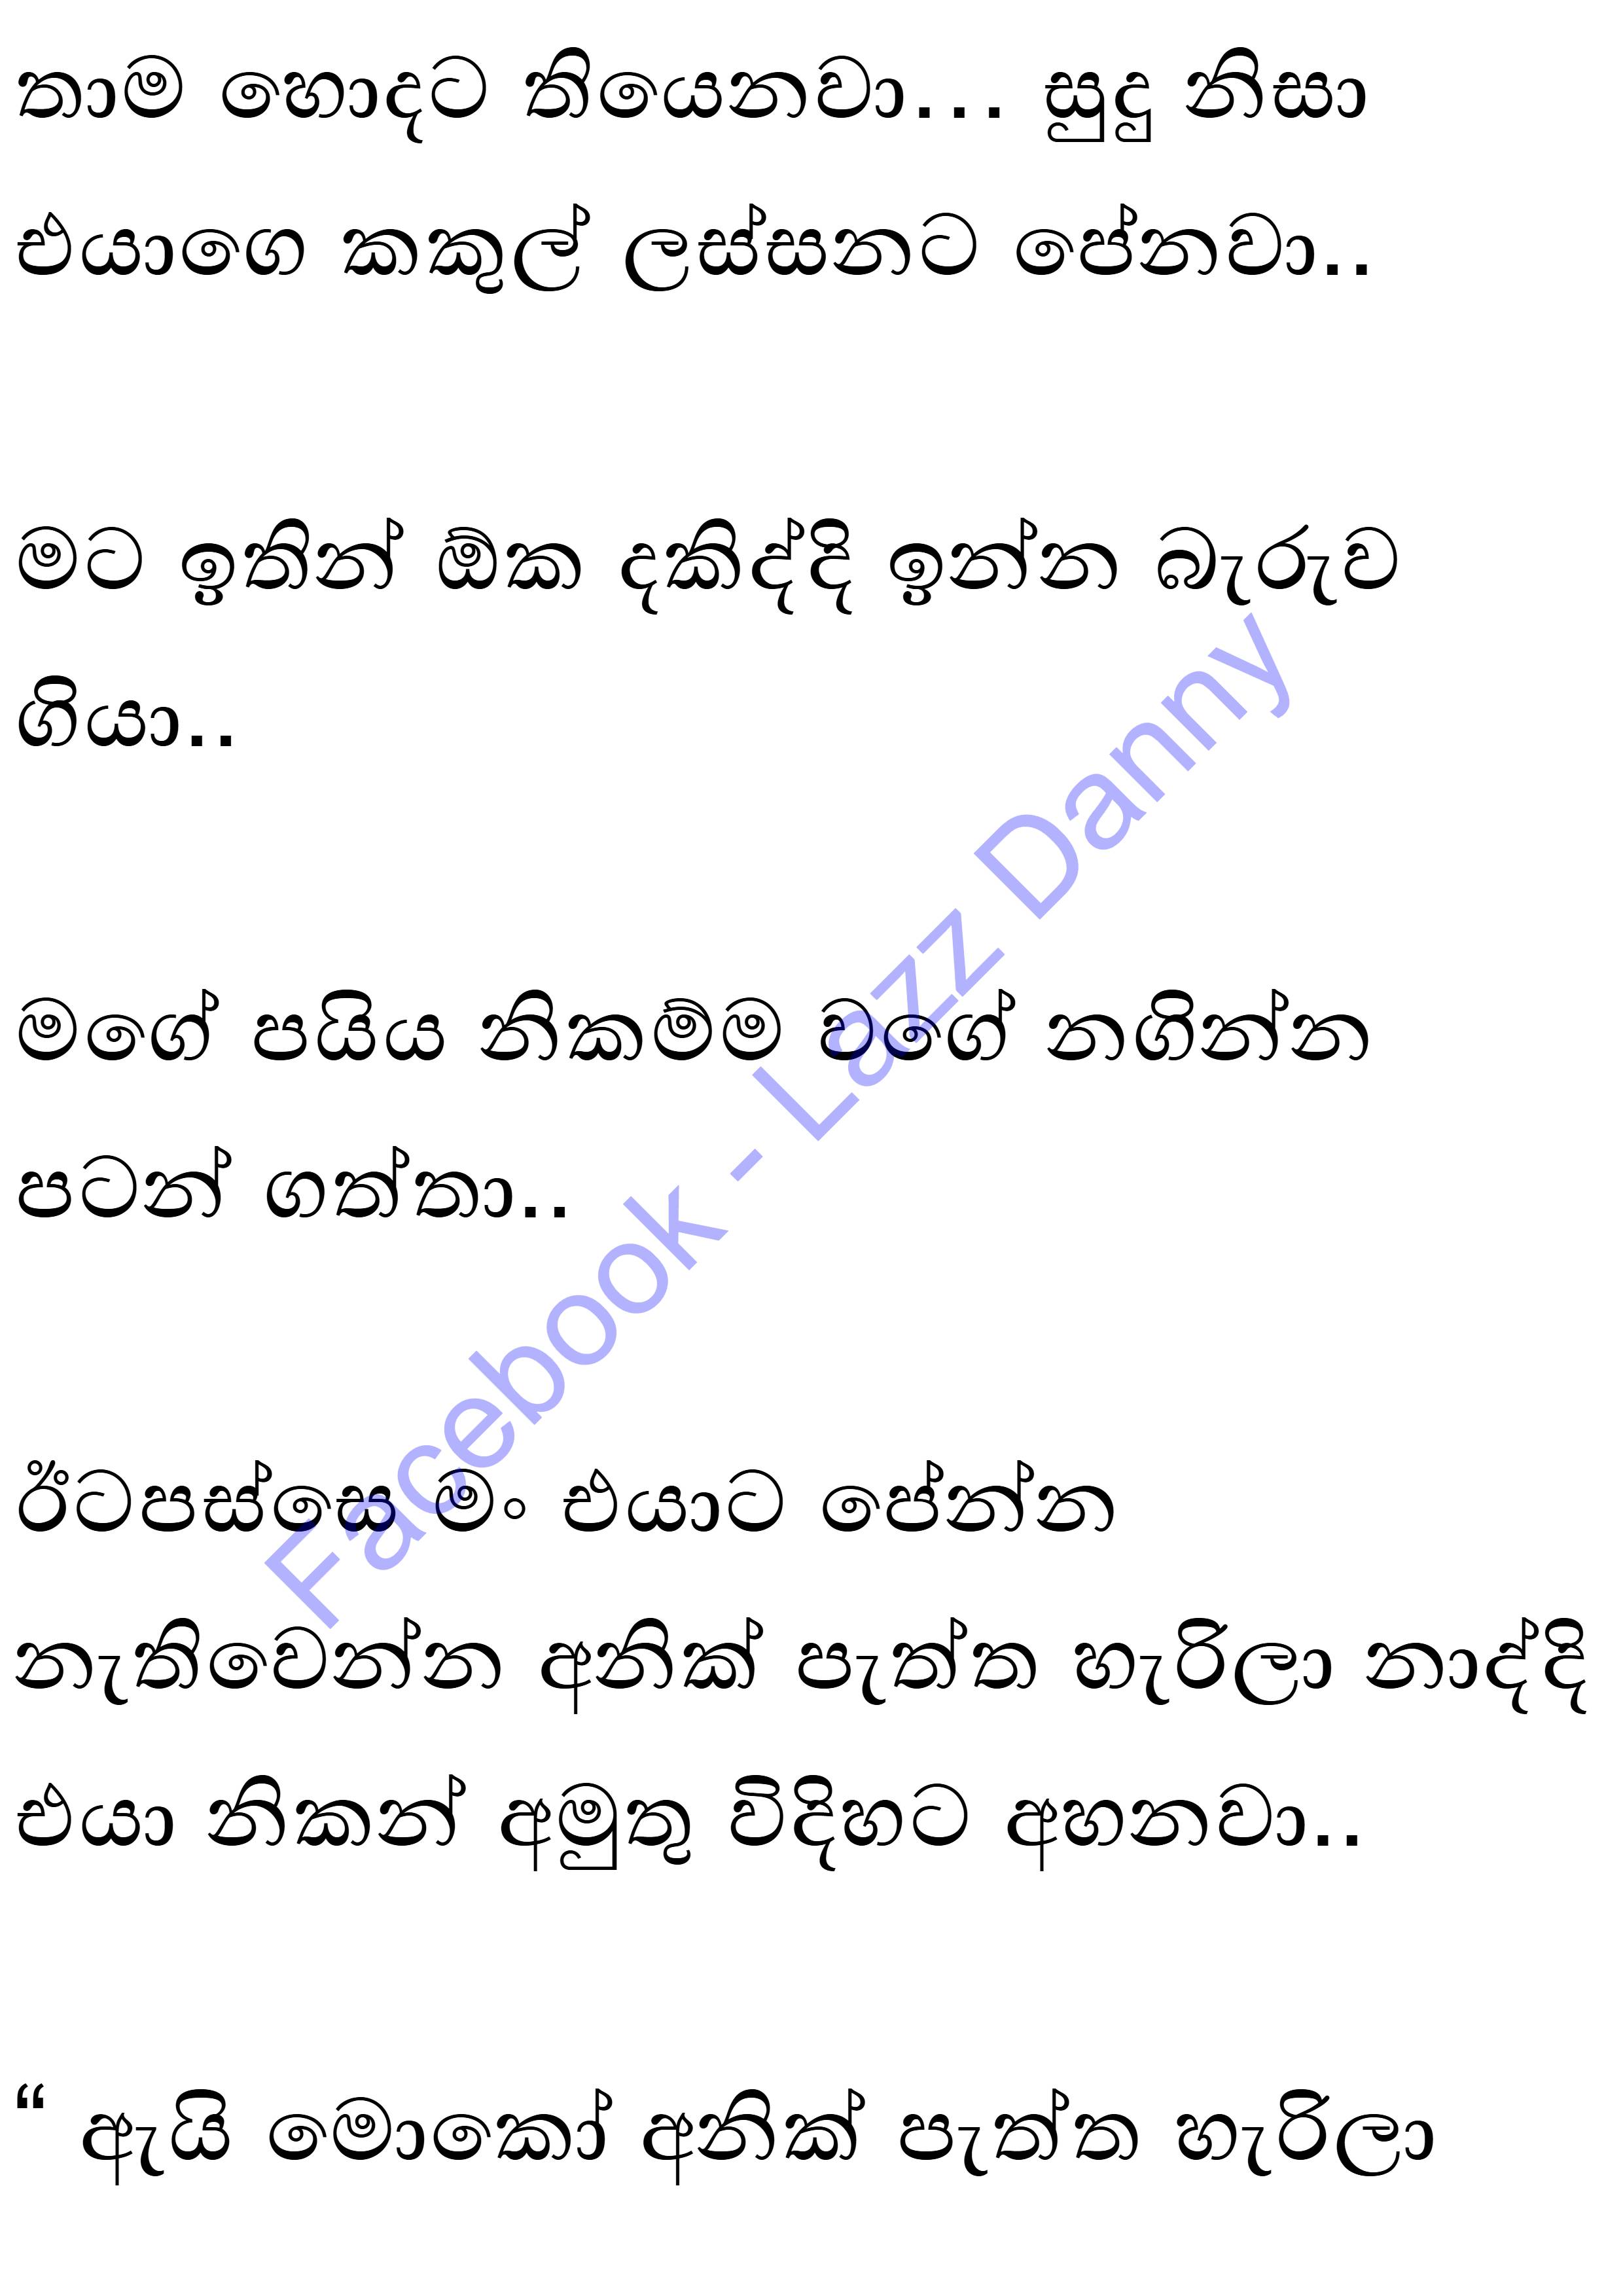 තාම හොදට තියෙනවා... සුදු නිසා
එයාගෙ කකුල් ලස්සනට පේනවා..
මට ඉතින් ඕක දකිද්දි ඉන්න බැරුව
ගියා..
මගේ පයිය නිකම්ම වගේ නගින්න
පටන් ගත්තා..
ඊටපස්සෙ මං එයාට පේන්න
නැතිවෙන්න අනික් පැත්ත හැරිලා නාද්දි
එයා නිකන් අමුතු විදිහට අහනවා..
“ ඇයි මොකෝ අනික් පැත්ත හැරිලා
Facebook - Lazz Danny